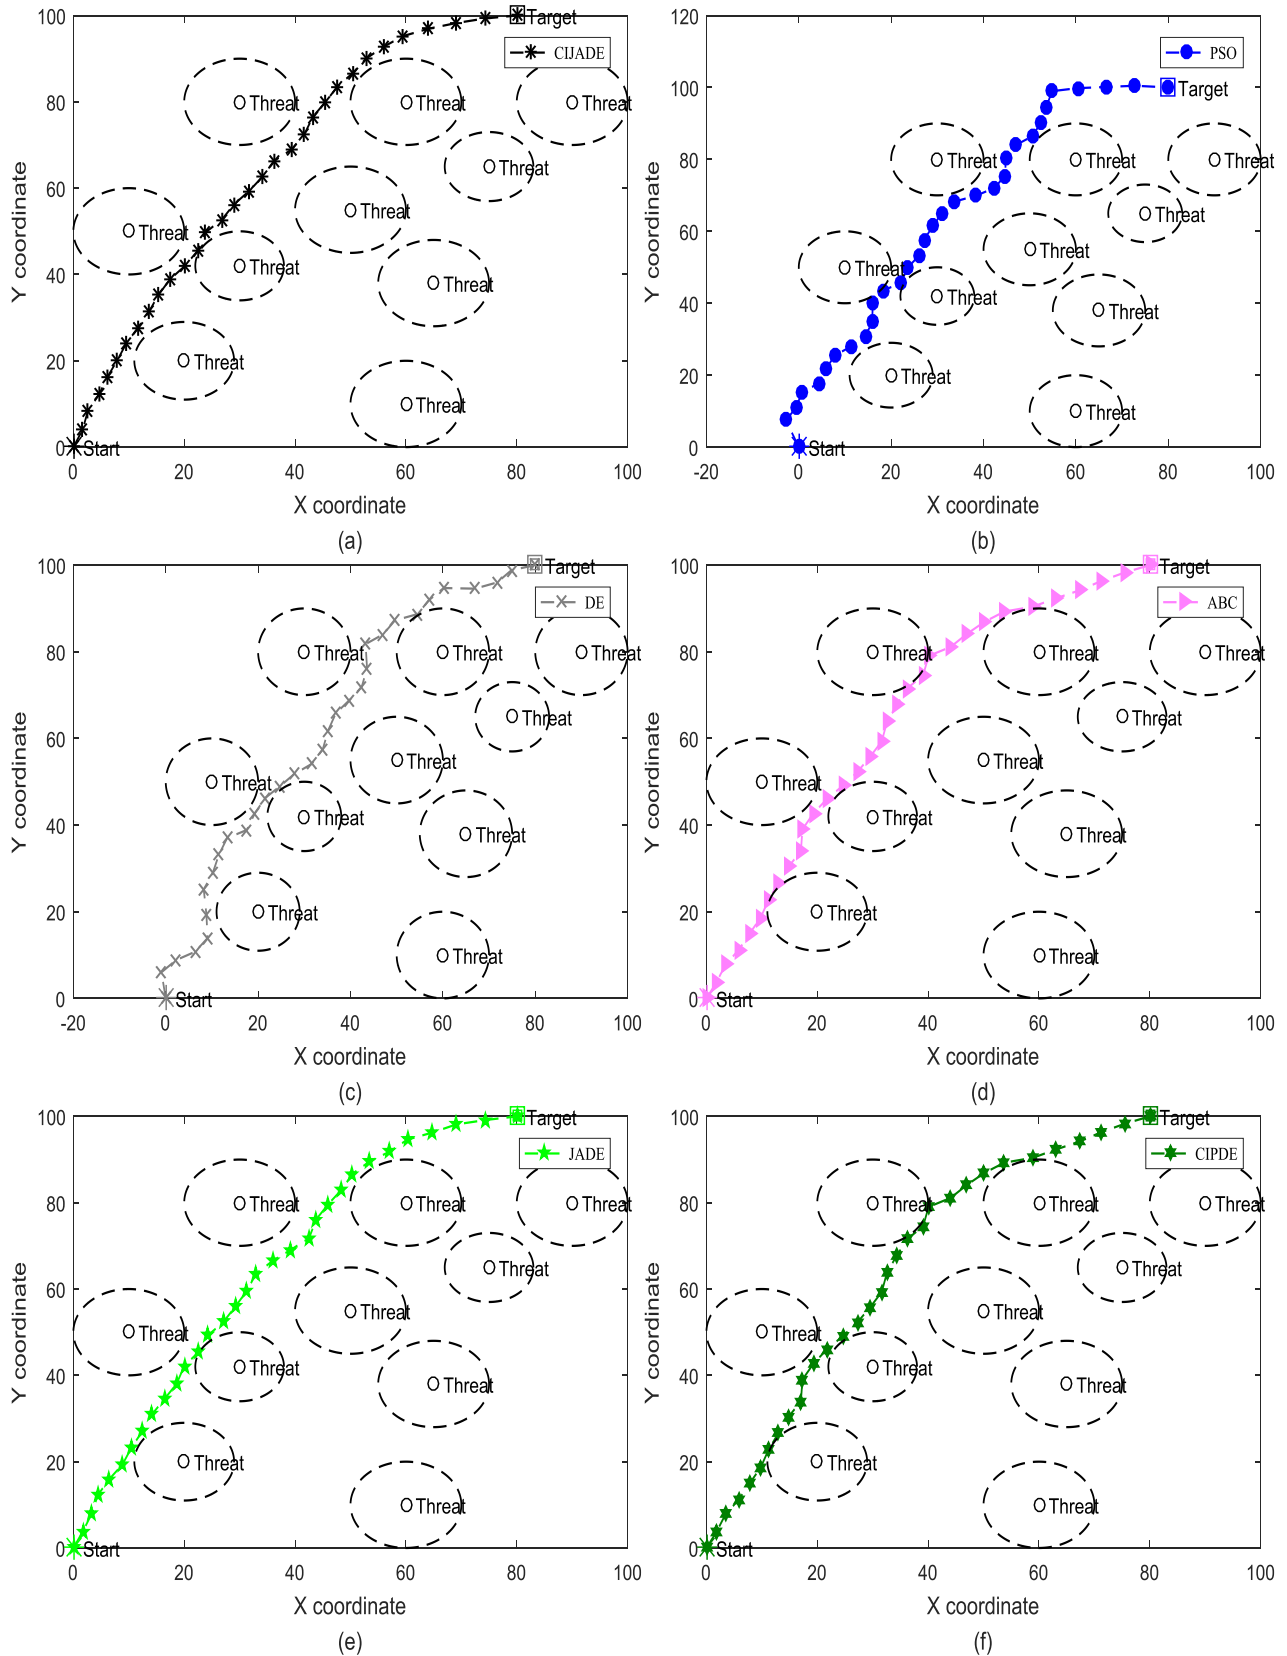 100
80
60
40
20
0
Y coordinate
Target
CIJADE
Threat
Threat
Threat
Threat
Threat
Threat
Threat
Threat
Threat
Threat
Start
0
20
40
60
80
100
X coordinate
(a)
120
100
80
60
40
20
0
Y coordinate
PSO
Target
Threat
Threat
Threat
Threat
Threat
Threat
Threat
Threat
Threat
Threat
Start
-20
0
20
40
60
80
100
X coordinate
(b)
100
80
60
40
20
0
Y coordinate
Target
DE
Threat
Threat
Threat
Threat
Threat
Threat
Threat
Threat
Threat
Threat
Start
-20
0
20
40
60
80
100
X coordinate
(c)
100
80
60
40
20
0
Y coordinate
Target
ABC
Threat
Threat
Threat
Threat
Threat
Threat
Threat
Threat
Threat
Threat
Start
0
20
40
60
80
100
X coordinate
(d)
100
80
60
40
20
0
Y coordinate
Target
JADE
Threat
Threat
Threat
Threat
Threat
Threat
Threat
Threat
Threat
Threat
Start
0
20
40
60
80
100
X coordinate
(e)
100
80
60
40
20
0
Y coordinate
Target
CIPDE
Threat
Threat
Threat
Threat
Threat
Threat
Threat
Threat
Threat
Threat
Start
0
20
40
60
80
100
X coordinate
(f)